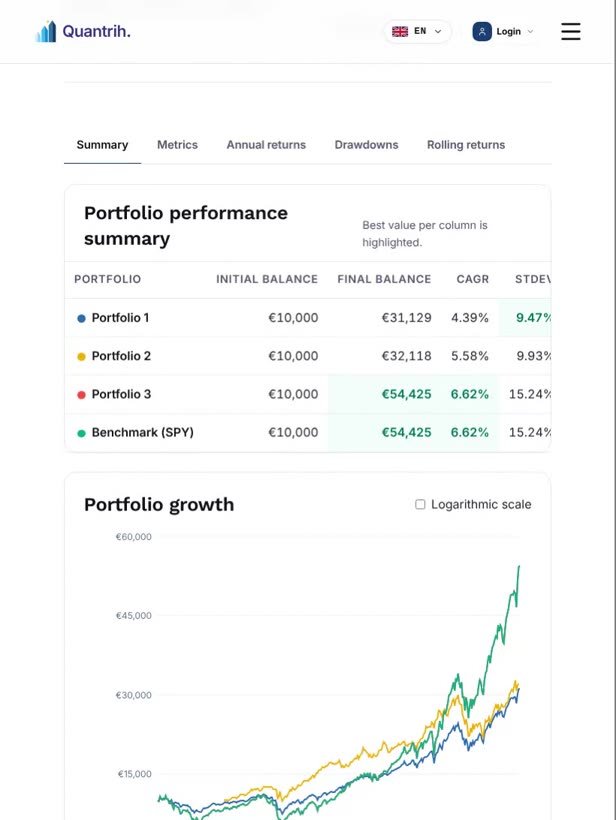 Quantrih.
EN
Login
Summary Metrics Annual returns Drawdowns Rolling returns
Portfolio performance
summary
Best value per column is
highlighted.
PORTFOLIO INITIAL BALANCE FINAL BALANCE CAGR STDEV
Portfolio 1 €10,000 €31,129 4.39% 9.47%
Portfolio 2 €10,000 €32,118 5.58% 9.93%
Portfolio 3 €10,000 €54,425 6.62% 15.24%
Benchmark (SPY) €10,000 €54,425 6.62% 15.24%
Portfolio growth
Logarithmic scale
€60,000
€45,000
€30,000
€15,000